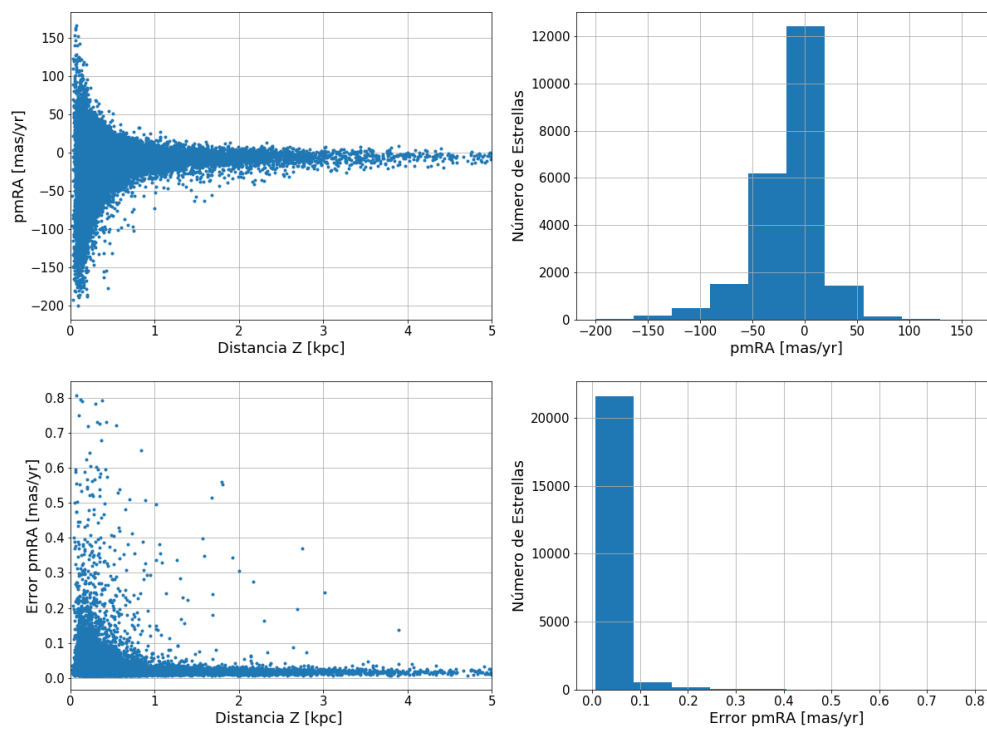 150
100
50
0
−50
−100
−150
−200
pmRA [mas/yr]
0 1 2 3 4 5
Distancia Z [kpc]
12000
10000
8000
6000
4000
2000
0
Número de Estrellas
−200 −150 −100 −50 0 50 100 150
pmRA [mas/yr]
0.8
0.7
0.6
0.5
0.4
0.3
0.2
0.1
0.0
Error pmRA [mas/yr]
0 1 2 3 4 5
Distancia Z [kpc]
20000
15000
10000
5000
0
Número de Estrellas
0.0 0.1 0.2 0.3 0.4 0.5 0.6 0.7 0.8
Error pmRA [mas/yr]